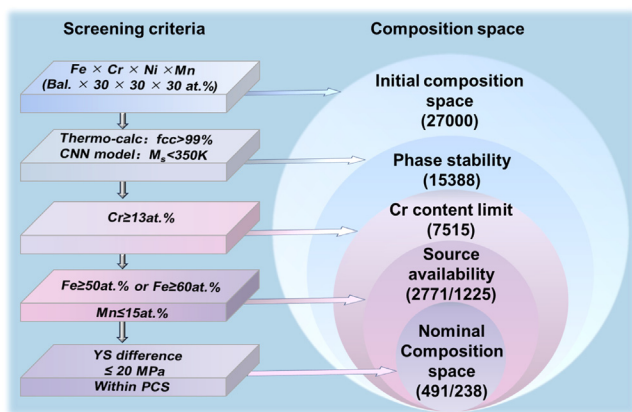 Screening criteria
Fe × Cr × Ni ×Mn
(Bal. × 30 × 30 × 30 at.%)
Thermo-calc: fcc>99%
CNN model: Ms<350K
Cr≥13at.%
Fe≥50at.% or Fe≥60at.%
Mn≤15at.%
YS difference
≤ 20 MPa
Within PCS
Composition space
Initial composition
space
(27000)
Phase stability
(15388)
Cr content limit
(7515)
Source
availability
(2771/1225)
Nominal
Composition
space
(491/238)